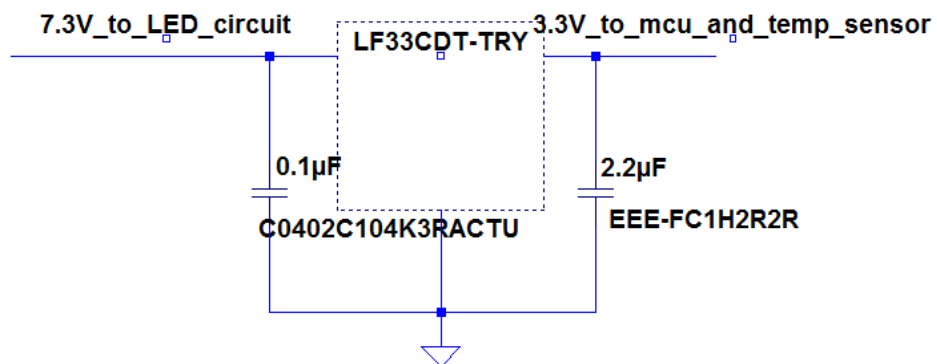 7.3V_to_LED_circuit
LF33CDT-TRY
3.3V_to_mcu_and_temp_sensor
0.1µF
2.2µF
C0402C104K3RACTU
EEE-FC1H2R2R